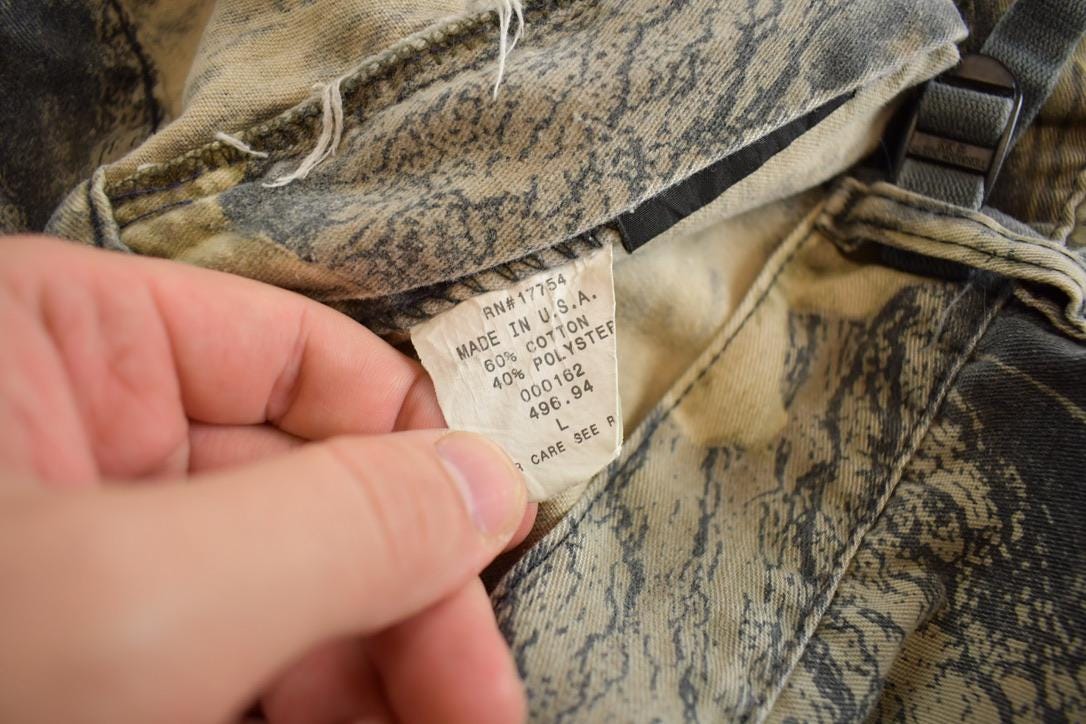 RN#17754
MADE IN U.S.A.
60% COTTON
40% POLYSTER
000162
496.94
L
R CARE SEE R